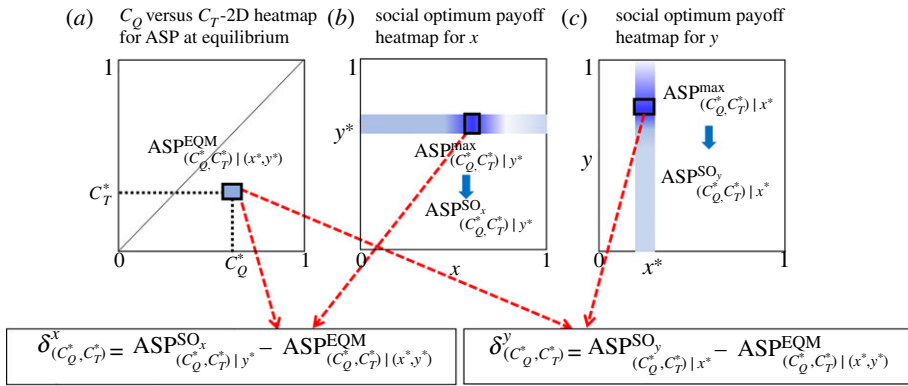 (a) C_Q versus C_T-2D heatmap
for ASP at equilibrium
1
ASP^EQM_(C*_Q,C*_T) | (x*,y*)
C*_T
0
C*_Q
1
(b) social optimum payoff
heatmap for x
1
y*
ASP^max_(C*_Q,C*_T) | y*
ASP^SO_x_(C*_Q,C*_T) | y*
0
x
1
(c) social optimum payoff
heatmap for y
1
ASP^max_(C*_Q,C*_T) | x*
y
ASP^SO_y_(C*_Q,C*_T) | x*
0
x*
1
δ^x_(C*_Q,C*_T) = ASP^SO_x_(C*_Q,C*_T) | y* − ASP^EQM_(C*_Q,C*_T) | (x*,y*)
δ^y_(C*_Q,C*_T) = ASP^SO_y_(C*_Q,C*_T) | x* − ASP^EQM_(C*_Q,C*_T) | (x*,y*)